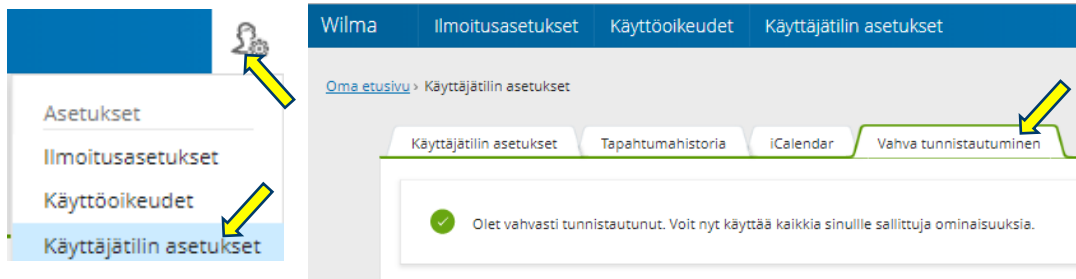 Asetukset
Ilmoitusasetukset
Käyttöoikeudet
Käyttäjätilin asetukset
Wilma Ilmoitusasetukset Käyttöoikeudet Käyttäjätilin asetukset
Oma etusivu › Käyttäjätilin asetukset
Käyttäjätilin asetukset Tapahtumahistoria iCalendar Vahva tunnistautuminen
Olet vahvasti tunnistautunut. Voit nyt käyttää kaikkia sinullle sallittuja ominaisuuksia.